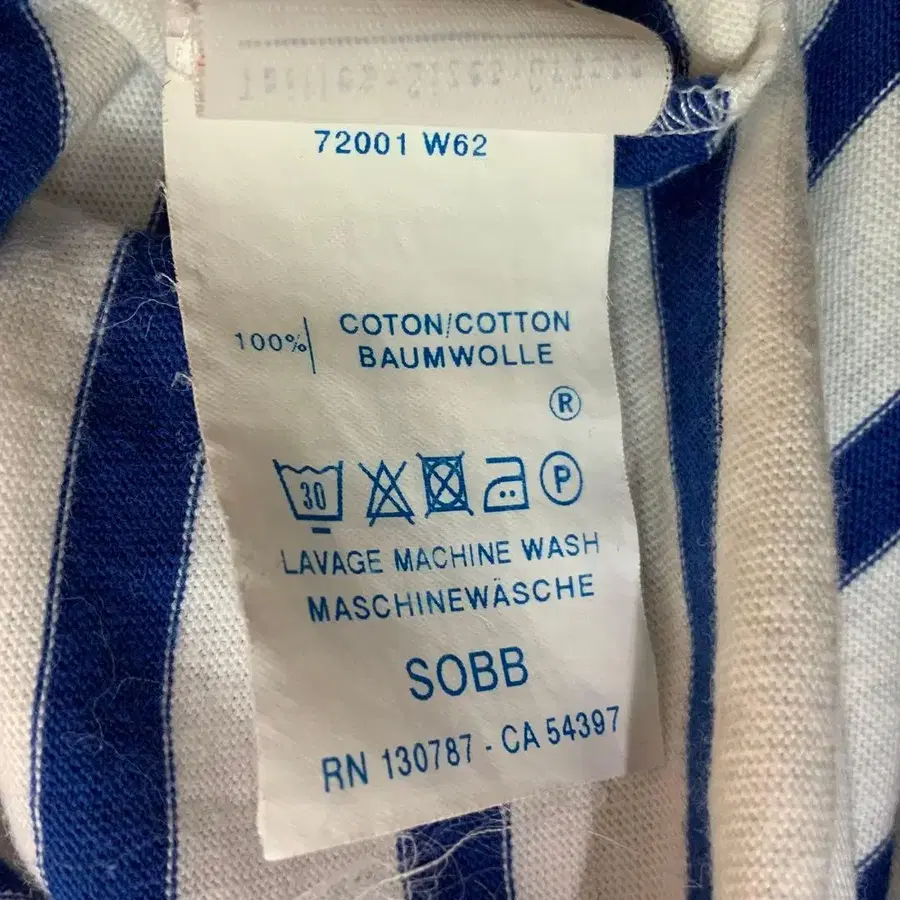 72001 W62
100% COTON/COTTON
BAUMWOLLE
®
30 P
LAVAGE MACHINE WASH
MASCHINEWÄSCHE
SOBB
RN 130787 - CA 54397